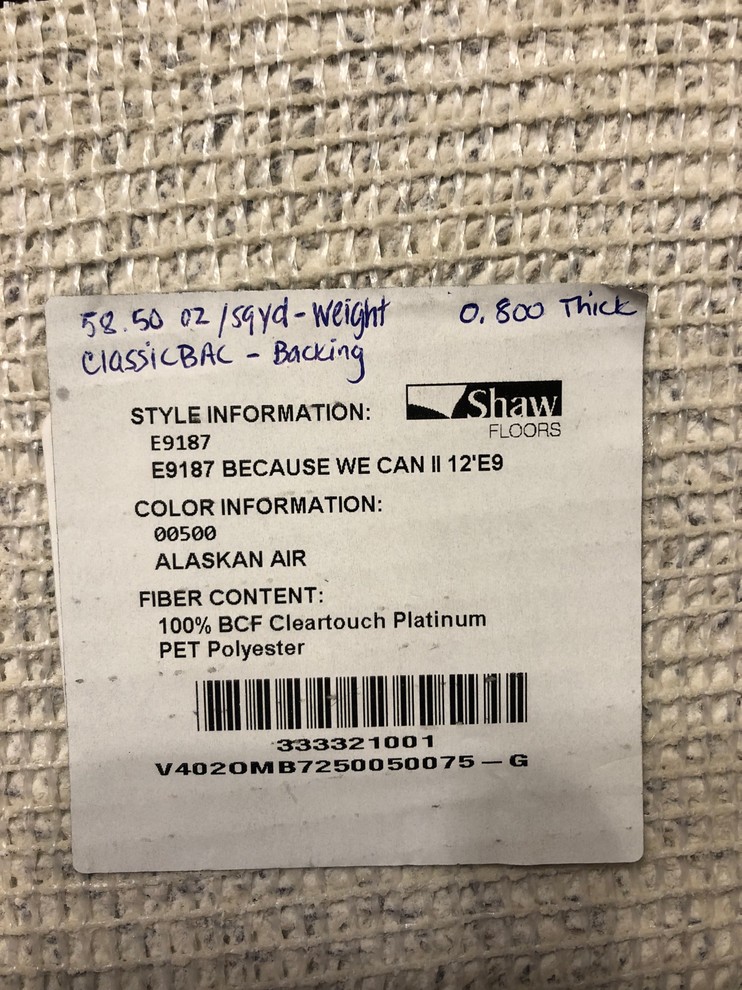 58.50 oz/sqyd-Weight 0.800 Thick
ClassicBAC - Backing
STYLE INFORMATION:
Shaw
FLOORS
E9187
E9187 BECAUSE WE CAN II 12'E9
COLOR INFORMATION:
00500
ALASKAN AIR
FIBER CONTENT:
100% BCF Cleartouch Platinum
PET Polyester
333321001
V402OMB7250050075-G